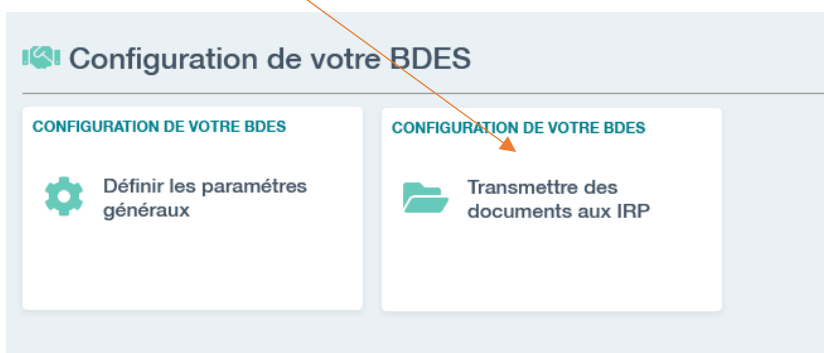 Configuration de votre BDES
CONFIGURATION DE VOTRE BDES
Définir les paramétres
généraux
CONFIGURATION DE VOTRE BDES
Transmettre des
documents aux IRP